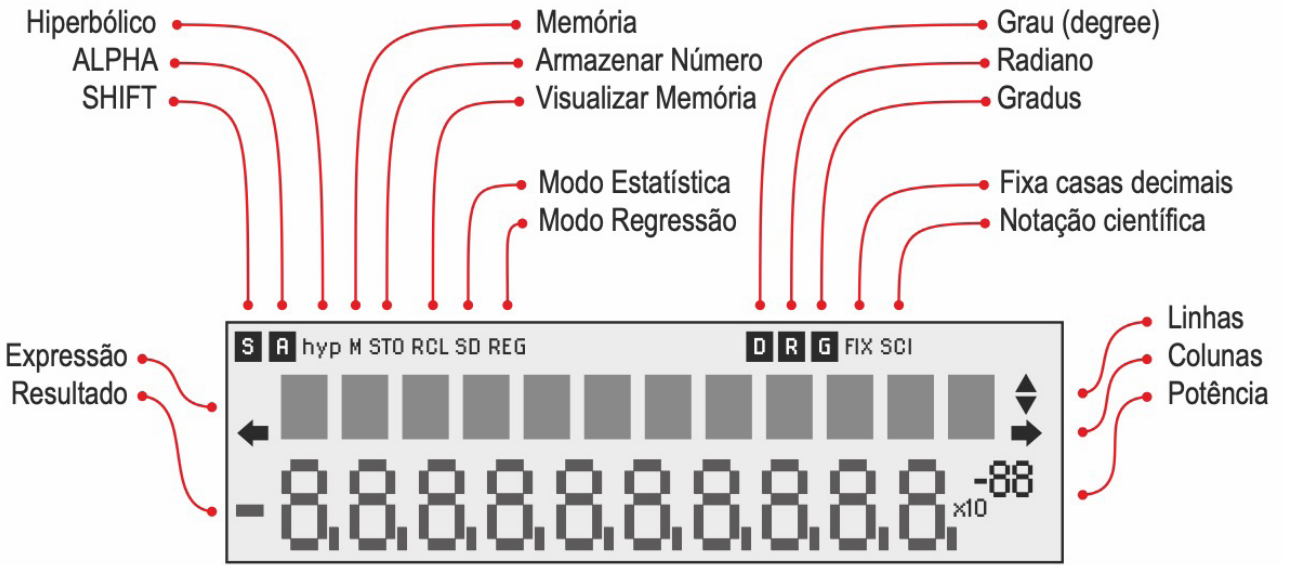 Hiperbólico
ALPHA
SHIFT
Memória
Armazenar Número
Visualizar Memória
Modo Estatística
Modo Regressão
Grau (degree)
Radiano
Gradus
Fixa casas decimais
Notação científica
Expressão
Resultado
S A hyp M STO RCL SD REG D R G FIX SCI
8.8.8.8.8.8.8.8.8.8. x10 -88
Linhas
Colunas
Potência